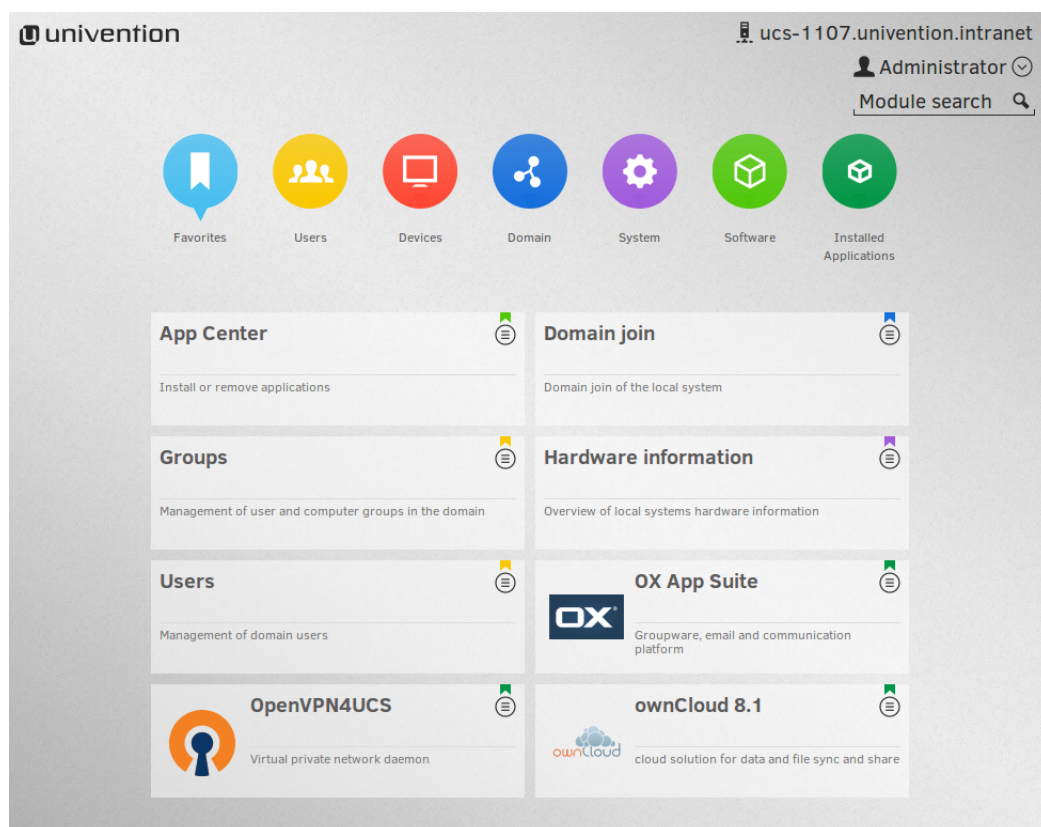 univention
ucs-1107.univention.intranet
Administrator
Module search
Favorites
Users
Devices
Domain
System
Software
Installed
Applications
App Center
Install or remove applications
Domain join
Domain join of the local system
Groups
Management of user and computer groups in the domain
Hardware information
Overview of local systems hardware information
Users
Management of domain users
OX
OX App Suite
Groupware, email and communication
platform
OpenVPN4UCS
Virtual private network daemon
ownCloud
ownCloud 8.1
cloud solution for data and file sync and share